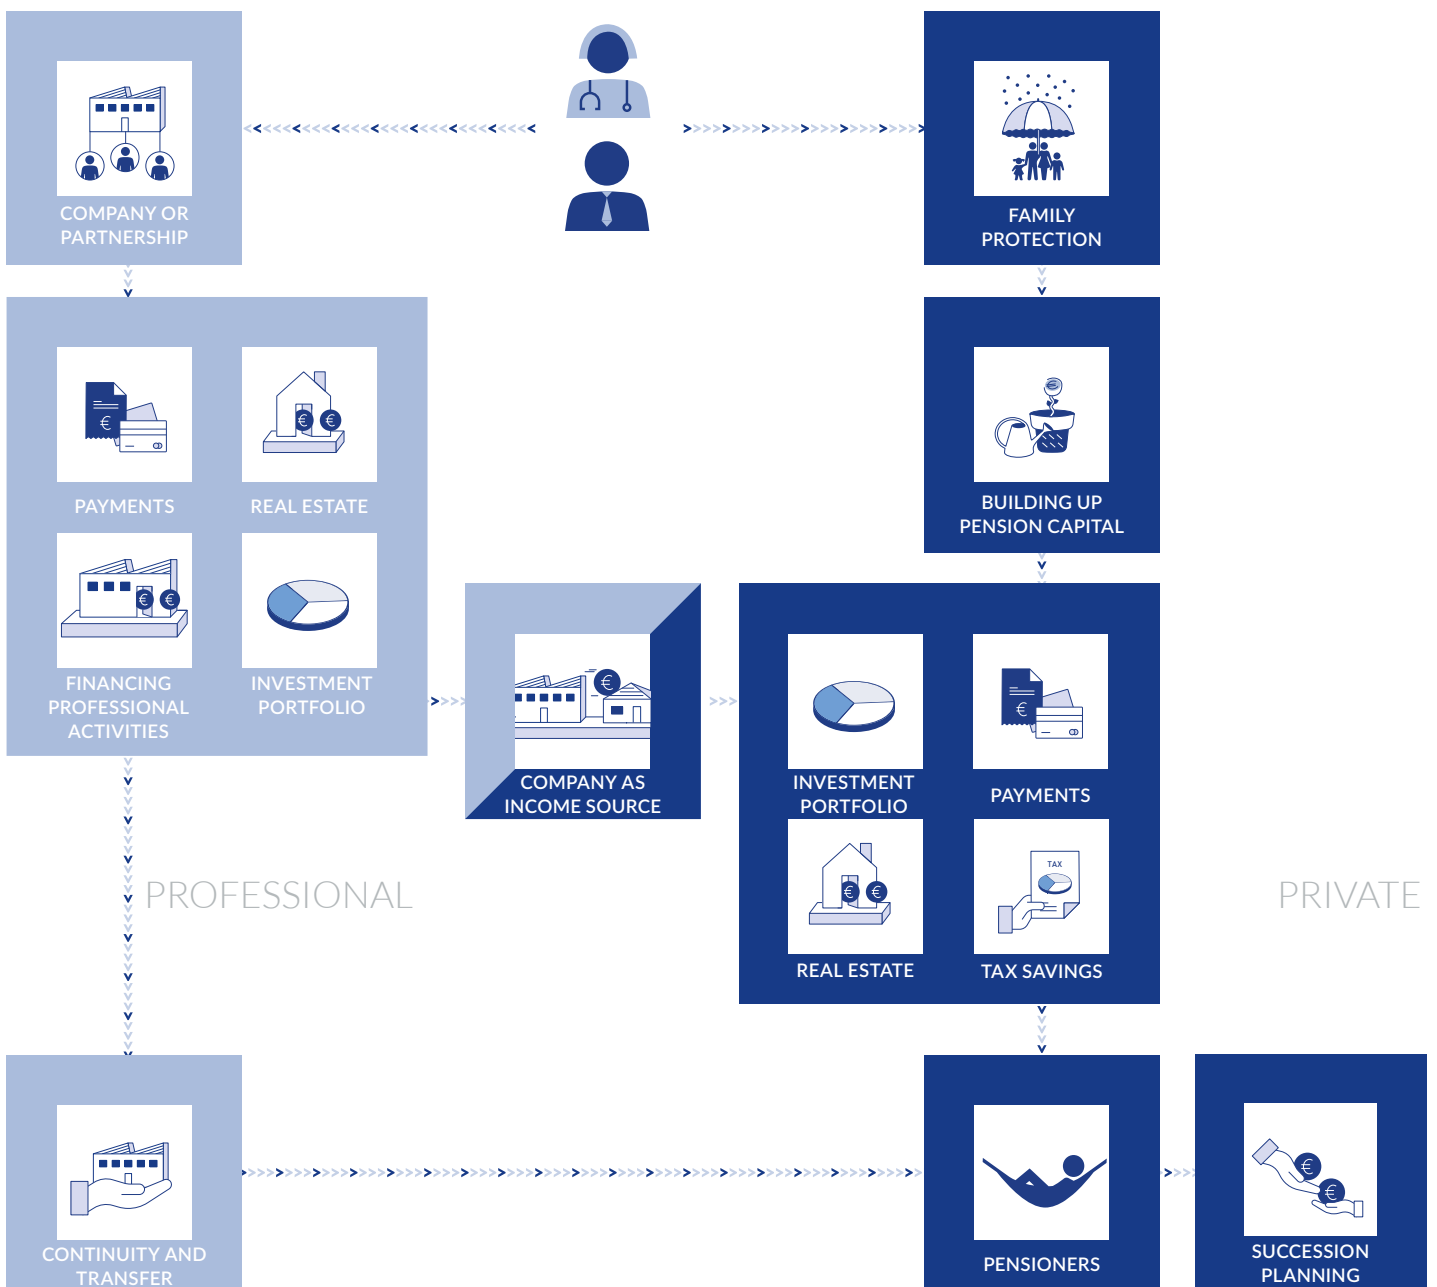 COMPANY OR
PARTNERSHIP
FAMILY
PROTECTION
PAYMENTS
REAL ESTATE
FINANCING
PROFESSIONAL
ACTIVITIES
INVESTMENT
PORTFOLIO
BUILDING UP
PENSION CAPITAL
COMPANY AS
INCOME SOURCE
INVESTMENT
PORTFOLIO
PAYMENTS
REAL ESTATE
TAX
TAX SAVINGS
PROFESSIONAL
PRIVATE
CONTINUITY AND
TRANSFER
PENSIONERS
SUCCESSION
PLANNING